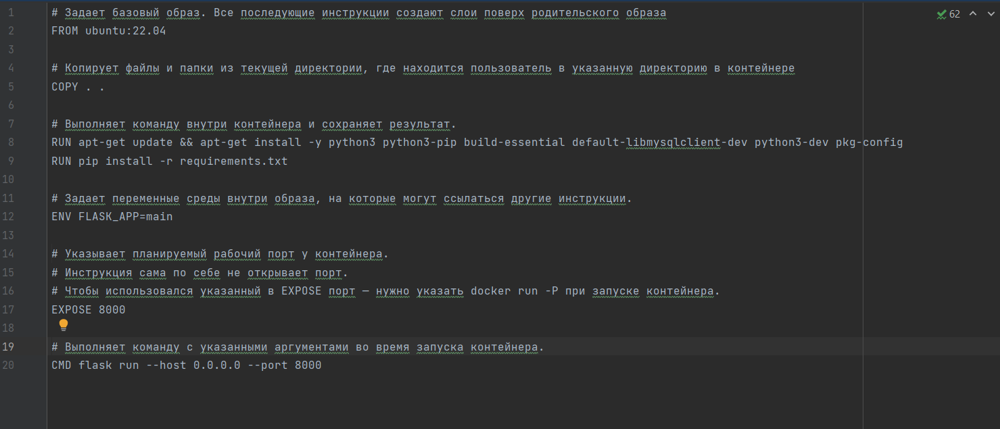 1 # Задает базовый образ. Все последующие инструкции создают слои поверх родительского образа
62
2 FROM ubuntu:22.04
3
4 # Копирует файлы и папки из текущей директории, где находится пользователь в указанную директорию в контейнере
5 COPY . .
6
7 # Выполняет команду внутри контейнера и сохраняет результат.
8 RUN apt-get update && apt-get install -y python3 python3-pip build-essential default-libmysqlclient-dev python3-dev pkg-config
9 RUN pip install -r requirements.txt
10
11 # Задает переменные среды внутри образа, на которые могут ссылаться другие инструкции.
12 ENV FLASK_APP=main
13
14 # Указывает планируемый рабочий порт у контейнера.
15 # Инструкция сама по себе не открывает порт.
16 # Чтобы использовался указанный в EXPOSE порт — нужно указать docker run -P при запуске контейнера.
17 EXPOSE 8000
18
19 # Выполняет команду с указанными аргументами во время запуска контейнера.
20 CMD flask run --host 0.0.0.0 --port 8000